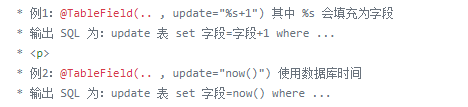 * 例1：@TableField(.. , update="%s+1") 其中 %s 会填充为字段
* 输出 SQL 为：update 表 set 字段=字段+1 where ...
* <p>
* 例2：@TableField(.. , update="now()") 使用数据库时间
* 输出 SQL 为：update 表 set 字段=now() where ...